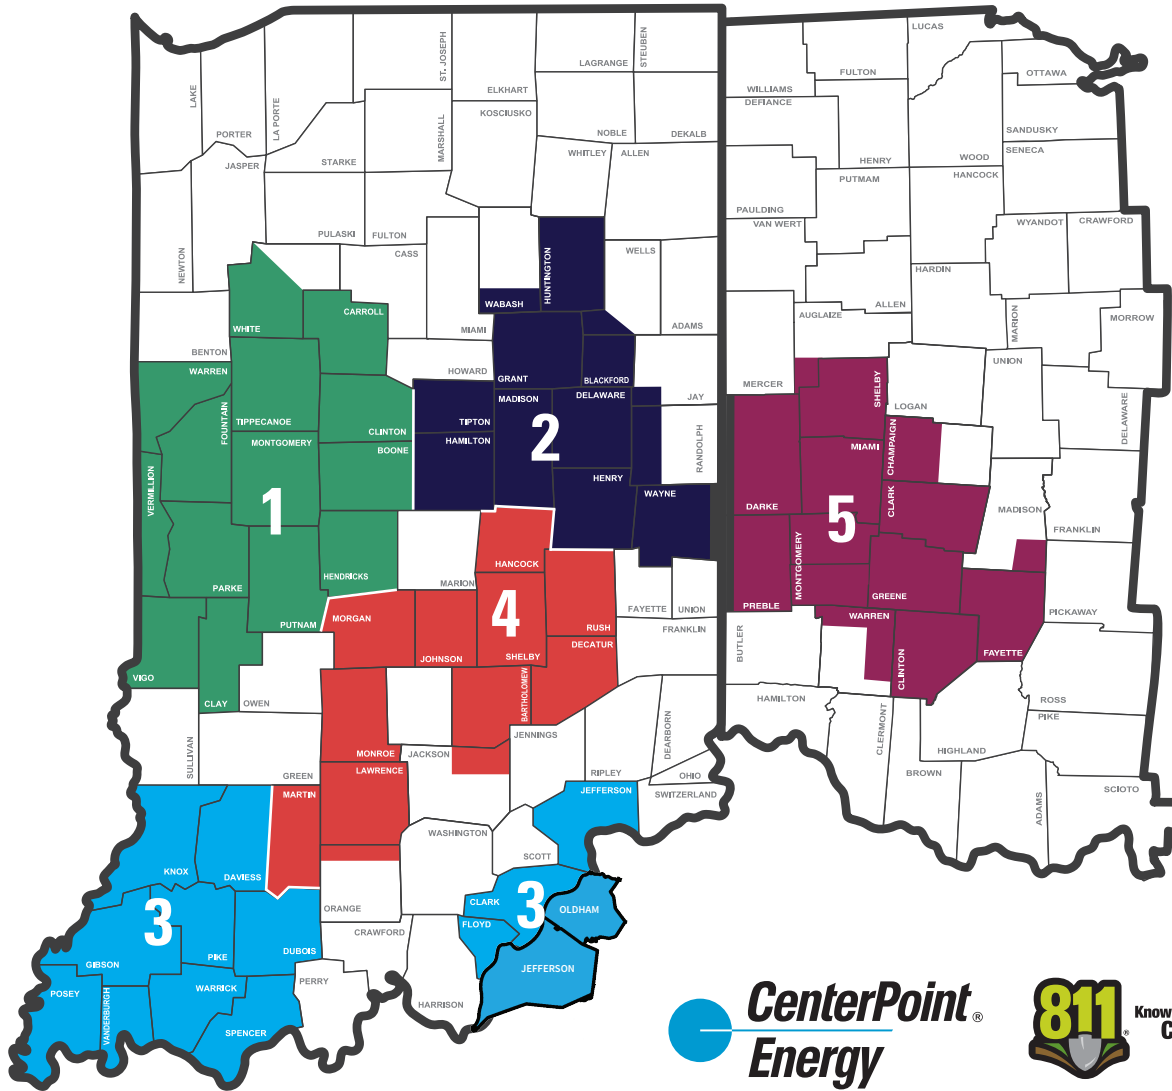 LUCAS
STEUBEN
ST. JOSEPH
LAGRANGE
FULTON
OTTAWA
LAKE
LA PORTE
ELKHART
WILLIAMS
DEFIANCE
KOSCIUSKO
PORTER
MARSHALL
NOBLE
DEKALB
SANDUSKY
SENECA
WHITLEY
ALLEN
JASPER
STARKE
HENRY
WOOD
HANCOCK
PUTMAM
PAULDING
VAN WERT
WYANDOT
CRAWFORD
PULASKI
FULTON
CASS
WELLS
NEWTON
HUNTINGTON
HARDIN
WABASH
ALLEN
CARROLL
AUGLAIZE
MARION
MORROW
WHITE
MIAMI
ADAMS
BENTON
UNION
WARREN
HOWARD
GRANT
BLACKFORD
MERCER
SHELBY
MADISON
DELAWARE
JAY
LOGAN
DELAWARE
FOUNTAIN
TIPPECANOE
CLINTON
TIPTON
MONTGOMERY
BOONE
HAMILTON
2
RANDOLPH
MIAMI
CHAMPAIGN
VERMILLION
1
HENRY
WAYNE
DARKE
5
CLARK
MADISON
FRANKLIN
HANCOCK
MONTGOMERY
HENDRICKS
MARION
PARKE
GREENE
PREBLE
FAYETTE
UNION
PICKAWAY
PUTNAM
MORGAN
4
RUSH
WARREN
FRANKLIN
DECATUR
JOHNSON
SHELBY
BUTLER
FAYETTE
VIGO
CLINTON
CLAY
OWEN
BARTHOLOMEW
HAMILTON
ROSS
PIKE
JENNINGS
DEARBORN
CLERMONT
SULLIVAN
MONROE
JACKSON
LAWRENCE
HIGHLAND
GREEN
RIPLEY
OHIO
BROWN
SWITZERLAND
JEFFERSON
MARTIN
SCIOTO
ADAMS
WASHINGTON
SCOTT
KNOX
DAVIESS
CLARK
3
OLDHAM
ORANGE
3
FLOYD
CRAWFORD
DUBOIS
GIBSON
PIKE
JEFFERSON
POSEY
WARRICK
PERRY
HARRISON
VANDERBURGH
SPENCER
CenterPoint®
Energy
811®
Know
C